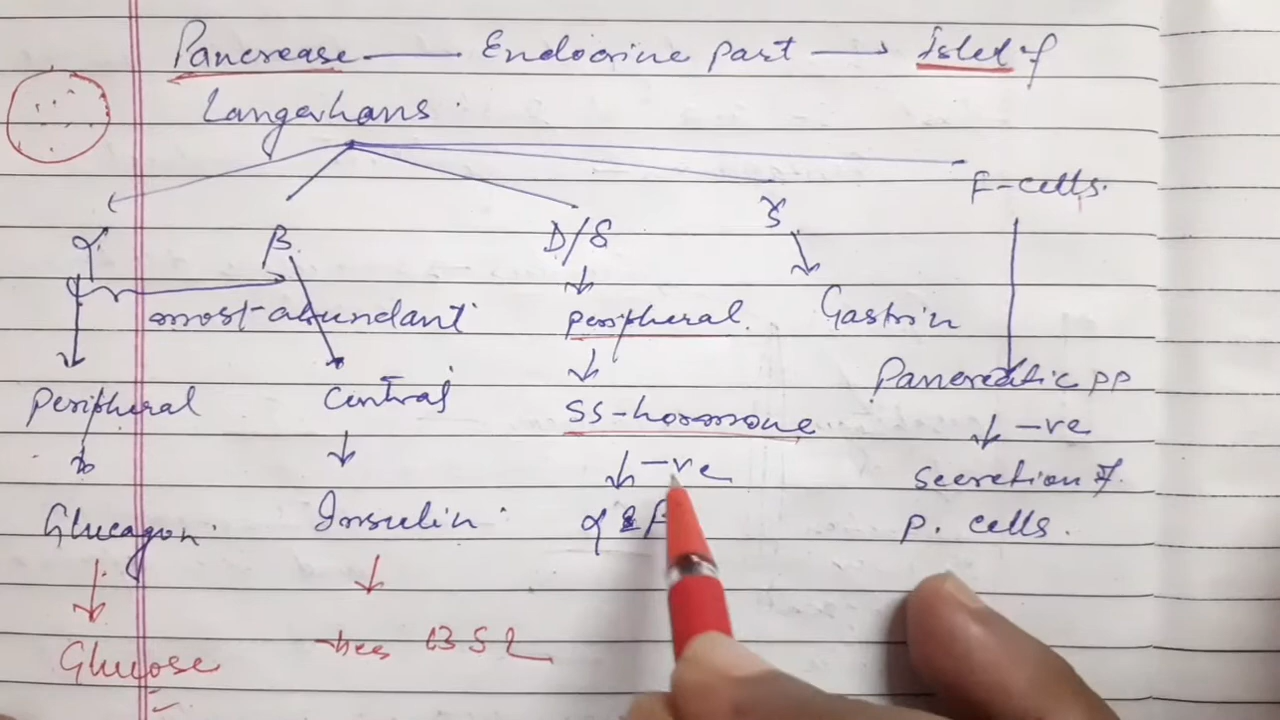 Pancrease — Endocrine part → Islet of
Langerhans.
F-cells.
α β D/δ γ
most-abundant peripheral. Gastrin
peripheral Central Pancreatic pp
SS-hormone -ve
-ve secretion of
Glucagon. Insulin. α & β p. cells.
Glucose BSL